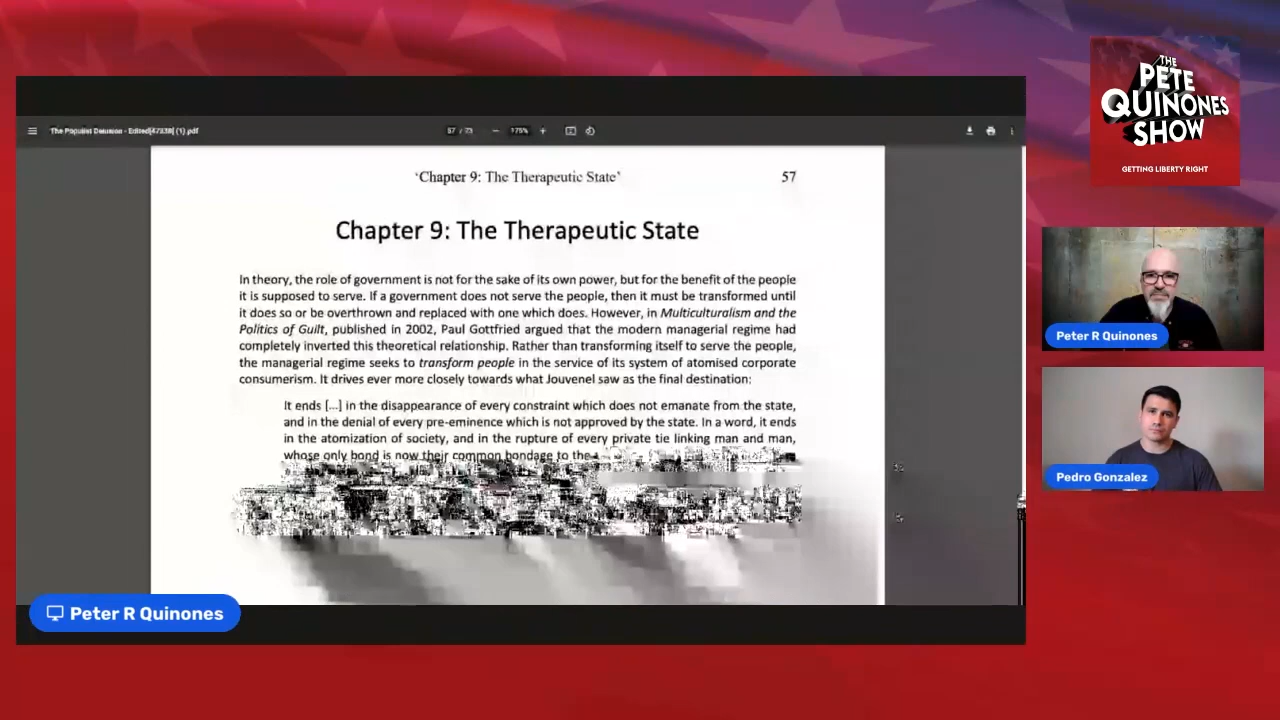 The Populist Delusion - Edited[47838] (1).pdf
57 / 73
175%
'Chapter 9: The Therapeutic State'
57
Chapter 9: The Therapeutic State
In theory, the role of government is not for the sake of its own power, but for the benefit of the people
it is supposed to serve. If a government does not serve the people, then it must be transformed until
it does so or be overthrown and replaced with one which does. However, in Multiculturalism and the
Politics of Guilt, published in 2002, Paul Gottfried argued that the modern managerial regime had
completely inverted this theoretical relationship. Rather than transforming itself to serve the people,
the managerial regime seeks to transform people in the service of its system of atomised corporate
consumerism. It drives ever more closely towards what Jouvenel saw as the final destination:
It ends [...] in the disappearance of every constraint which does not emanate from the state,
and in the denial of every pre-eminence which is not approved by the state. In a word, it ends
in the atomization of society, and in the rupture of every private tie linking man and man,
whose only bond is now their common bondage to the
Peter R Quinones
THE
PETE
QUINONES
SHOW
GETTING LIBERTY RIGHT
Peter R Quinones
Pedro Gonzalez